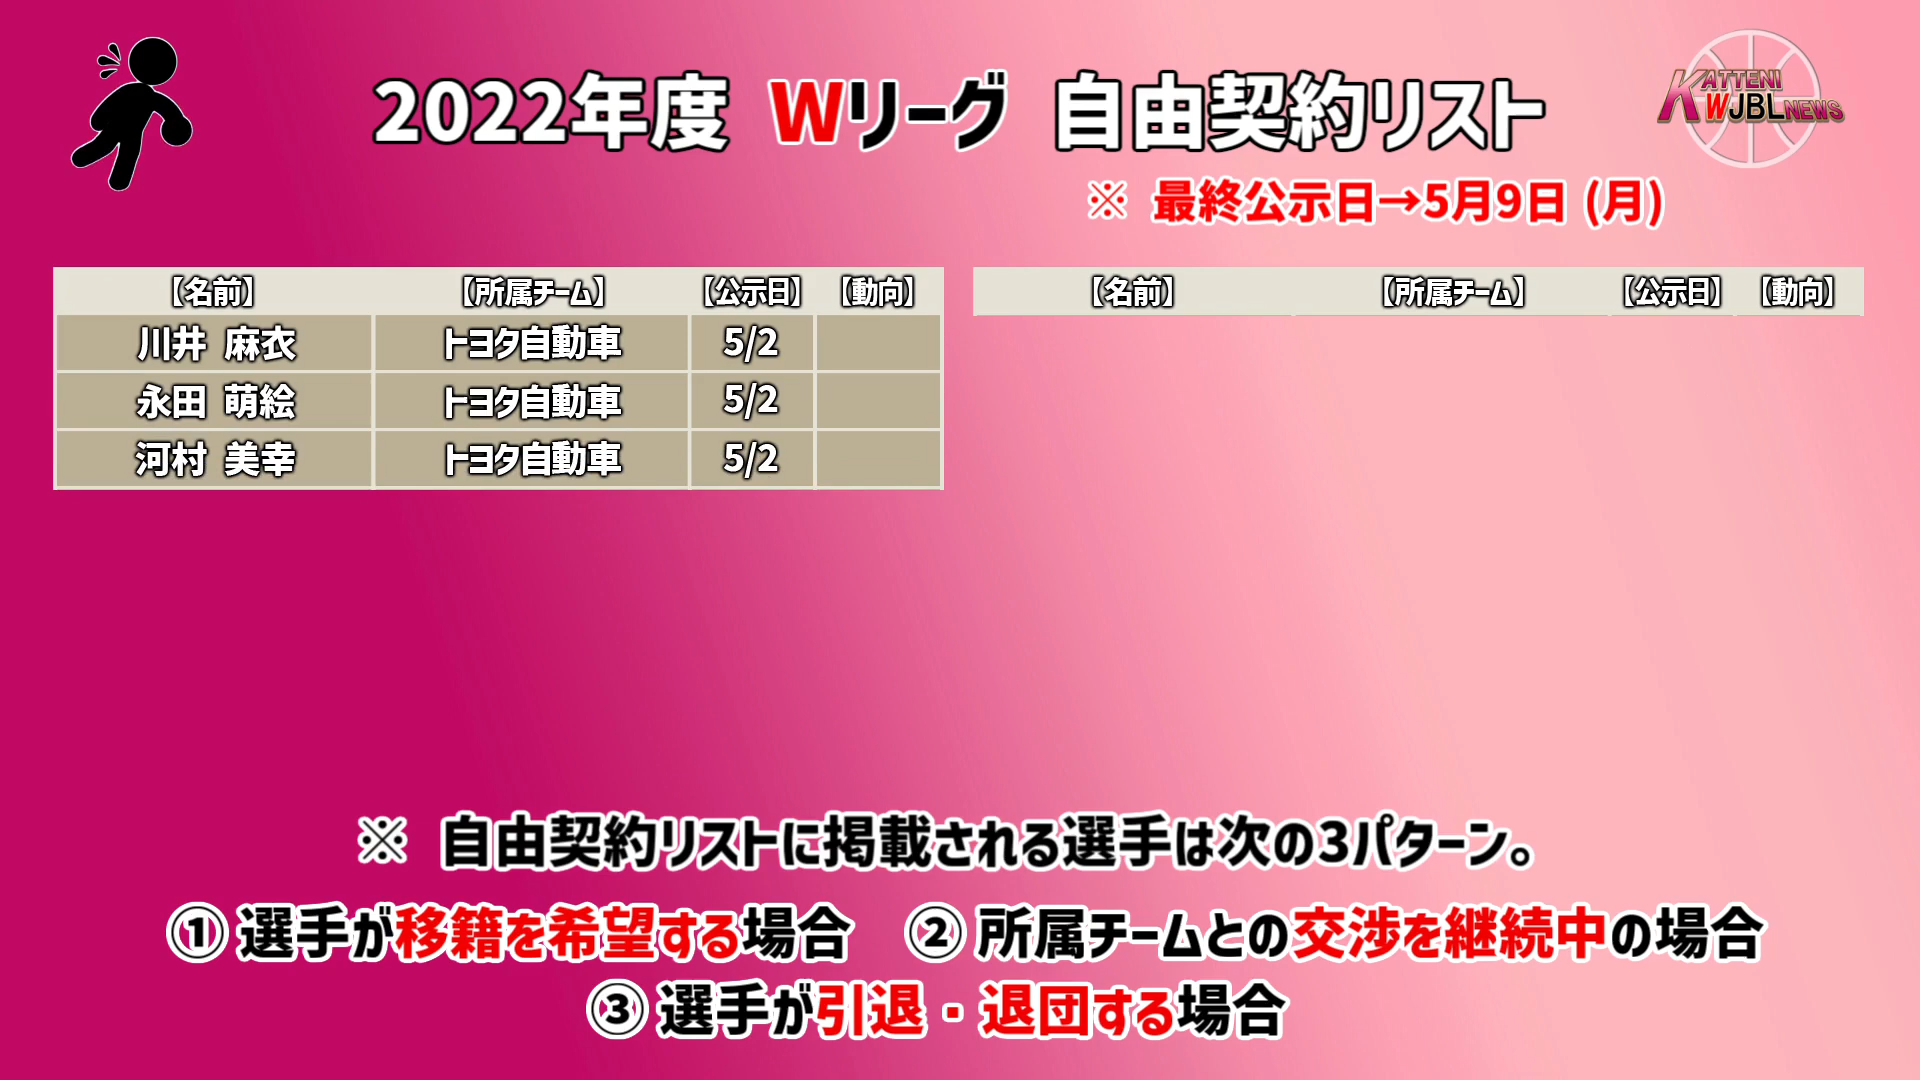 2022年度 Wリーグ 自由契約リスト
KATTENI
WJBL NEWS
※ 最終公示日→5月9日 (月)
【名前】 【所属チーム】 【公示日】 【動向】
川井 麻衣 トヨタ自動車 5/2
永田 萌絵 トヨタ自動車 5/2
河村 美幸 トヨタ自動車 5/2
【名前】 【所属チーム】 【公示日】 【動向】
※ 自由契約リストに掲載される選手は次の3パターン。
① 選手が移籍を希望する場合 ② 所属チームとの交渉を継続中の場合
③ 選手が引退・退団する場合